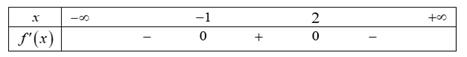 x −∞ −1 2 +∞
f′(x) − 0 + 0 −